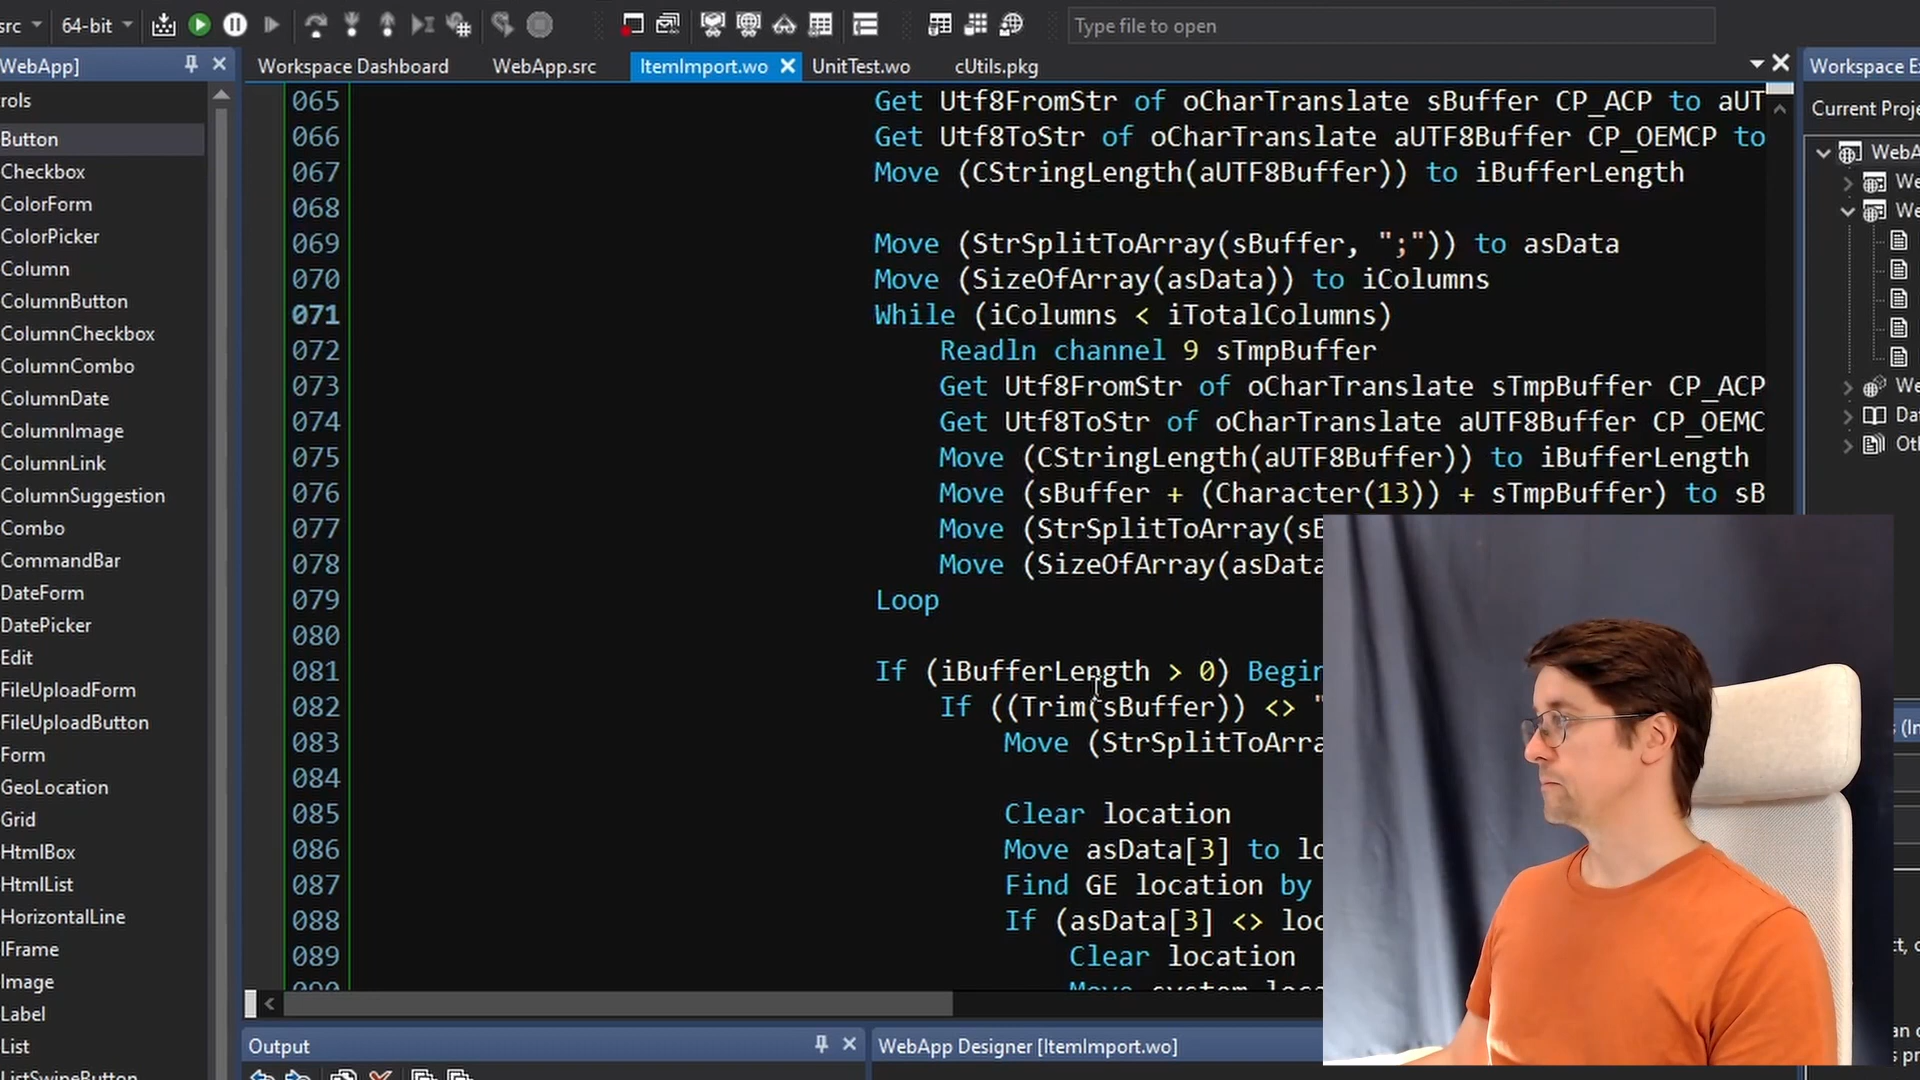 src
64-bit
Type file to open
WebApp]
Workspace Dashboard
WebApp.src
ItemImport.wo
UnitTest.wo
cUtils.pkg
Workspace Ex
rols
Button
Checkbox
ColorForm
ColorPicker
Column
ColumnButton
ColumnCheckbox
ColumnCombo
ColumnDate
ColumnImage
ColumnLink
ColumnSuggestion
Combo
CommandBar
DateForm
DatePicker
Edit
FileUploadForm
FileUploadButton
Form
GeoLocation
Grid
HtmlBox
HtmlList
HorizontalLine
IFrame
Image
Label
List
ListSwipeButton
065 Get Utf8FromStr of oCharTranslate sBuffer CP_ACP to aUT
066 Get Utf8ToStr of oCharTranslate aUTF8Buffer CP_OEMCP to
067 Move (CStringLength(aUTF8Buffer)) to iBufferLength
068
069 Move (StrSplitToArray(sBuffer, ";")) to asData
070 Move (SizeOfArray(asData)) to iColumns
071 While (iColumns < iTotalColumns)
072 Readln channel 9 sTmpBuffer
073 Get Utf8FromStr of oCharTranslate sTmpBuffer CP_ACP
074 Get Utf8ToStr of oCharTranslate aUTF8Buffer CP_OEMC
075 Move (CStringLength(aUTF8Buffer)) to iBufferLength
076 Move (sBuffer + (Character(13)) + sTmpBuffer) to sB
077 Move (StrSplitToArray(sB
078 Move (SizeOfArray(asData
079 Loop
080
081 If (iBufferLength > 0) Begin
082 If ((Trim(sBuffer)) <> "
083 Move (StrSplitToArra
084
085 Clear location
086 Move asData[3] to lo
087 Find GE location by
088 If (asData[3] <> loc
089 Clear location
Current Proje
WebA
We
We
We
Dat
Oth
Output
WebApp Designer [ItemImport.wo]